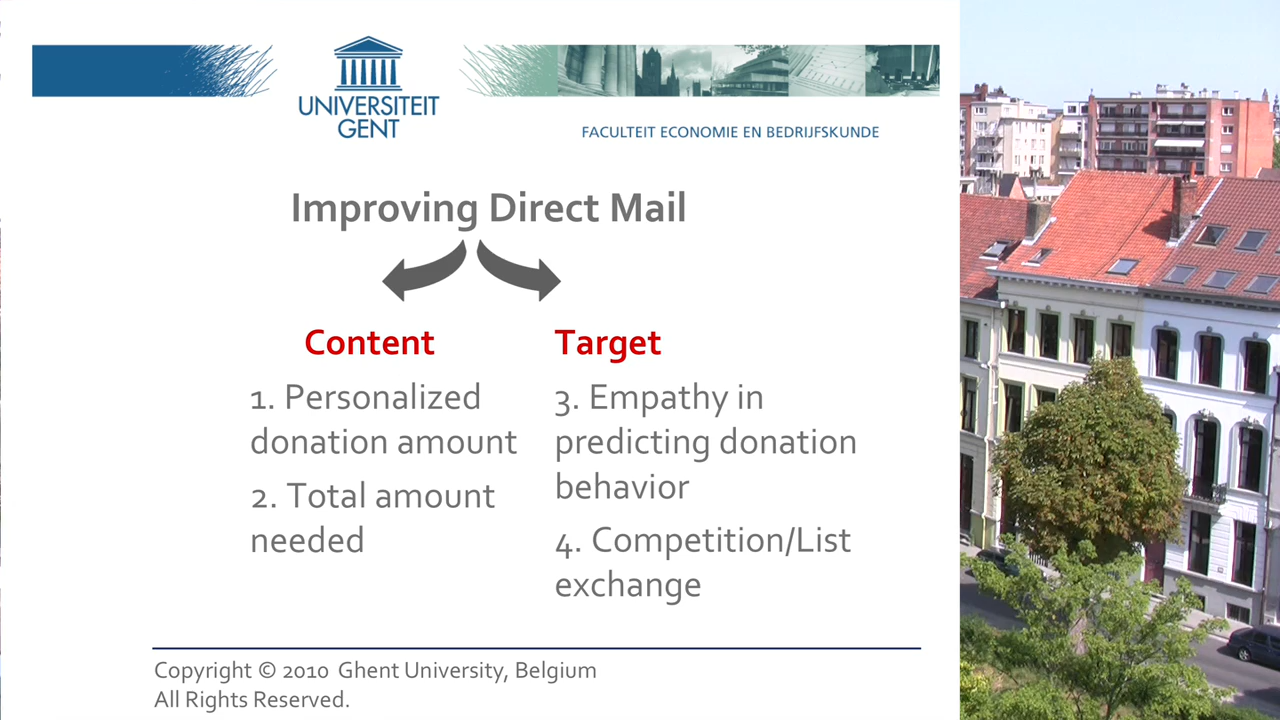 UNIVERSITEIT
GENT
FACULTEIT ECONOMIE EN BEDRIJFSKUNDE
Improving Direct Mail
Content
1. Personalized
donation amount
2. Total amount
needed
Target
3. Empathy in
predicting donation
behavior
4. Competition/List
exchange
Copyright © 2010 Ghent University, Belgium
All Rights Reserved.